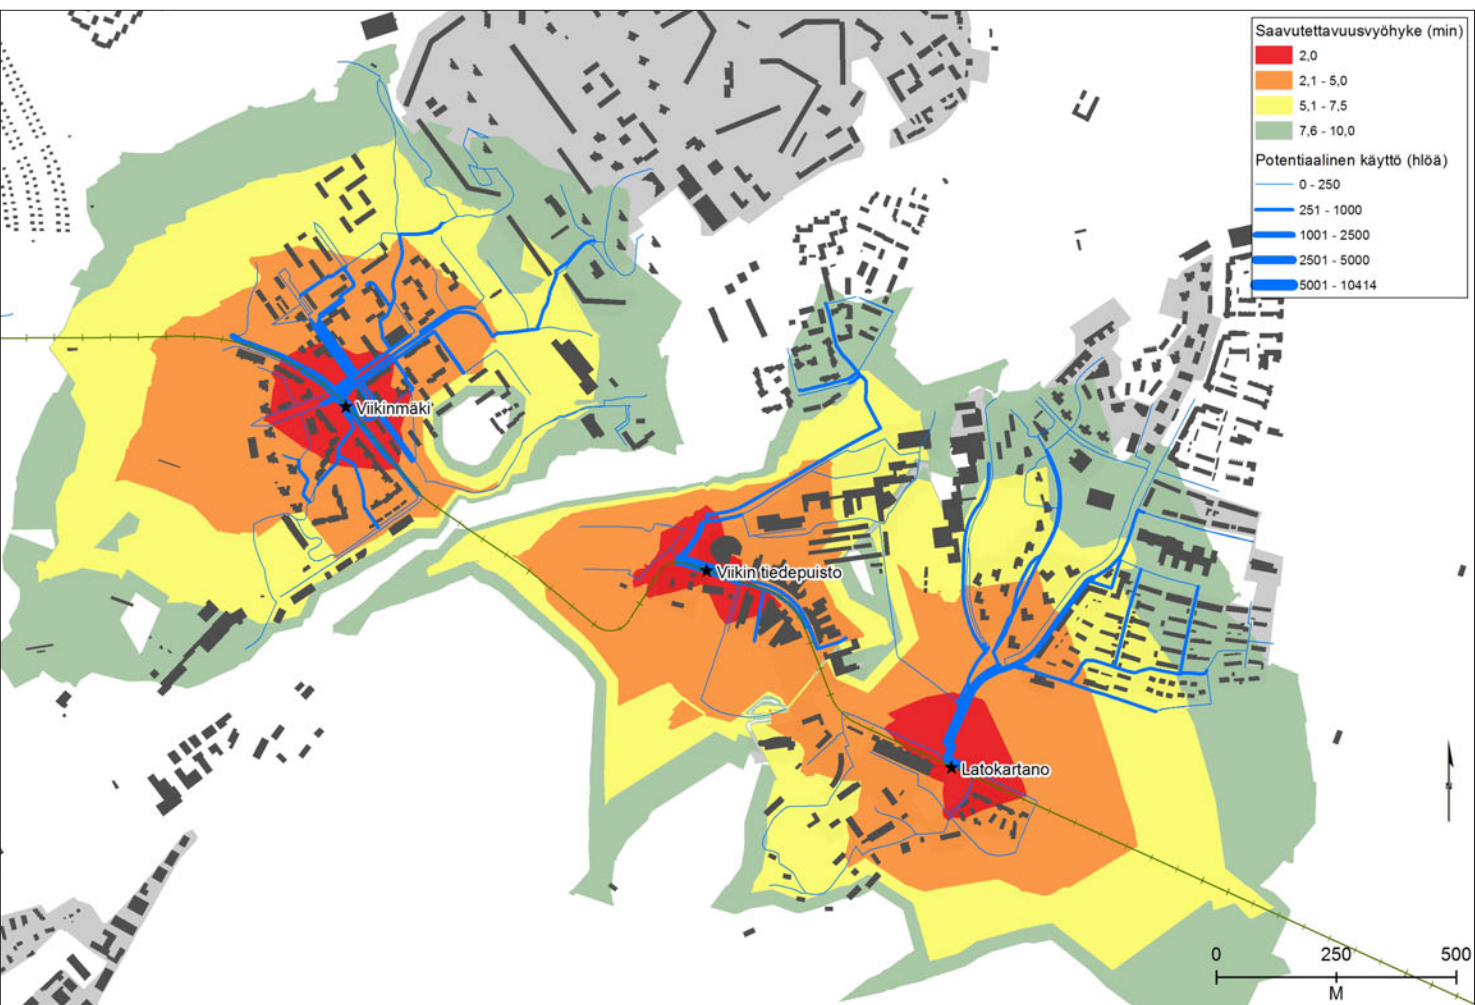 Saavutettavuusvyöhyke (min)
2,0
2,1 - 5,0
5,1 - 7,5
7,6 - 10,0
Potentiaalinen käyttö (hlöä)
0 - 250
251 - 1000
1001 - 2500
2501 - 5000
5001 - 10414
Viikinmäki
Viikin tiedepuisto
Latokartano
0 250 500
M